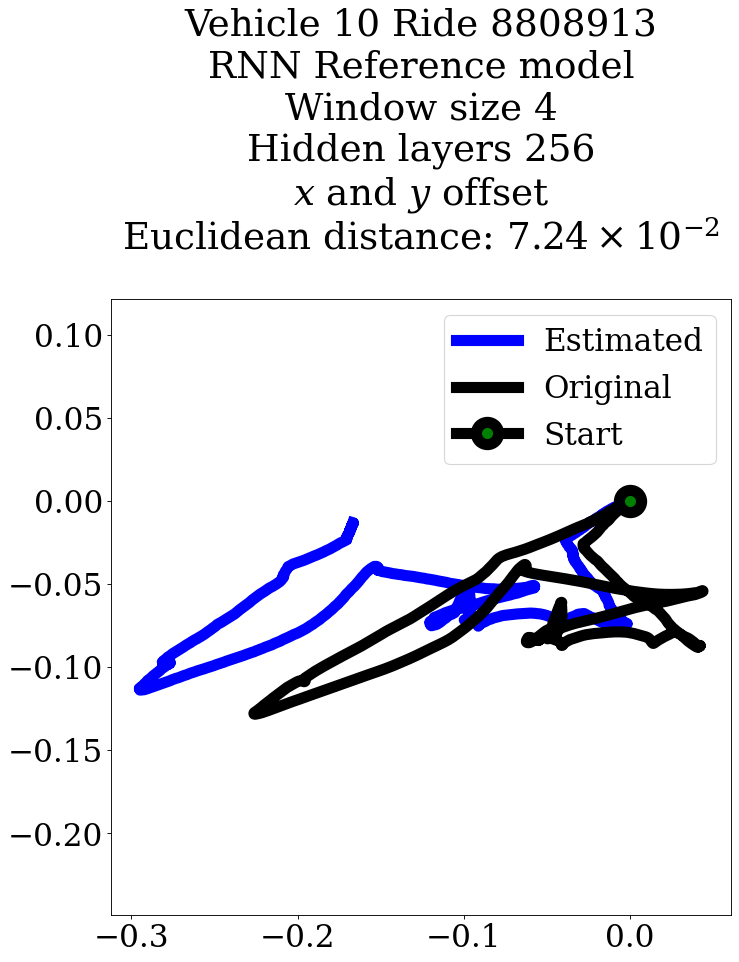 Vehicle 10 Ride 8808913
RNN Reference model
Window size 4
Hidden layers 256
x and y offset
Euclidean distance: 7.24 × 10⁻²
Estimated
Original
Start
0.10
0.05
0.00
−0.05
−0.10
−0.15
−0.20
−0.3 −0.2 −0.1 0.0